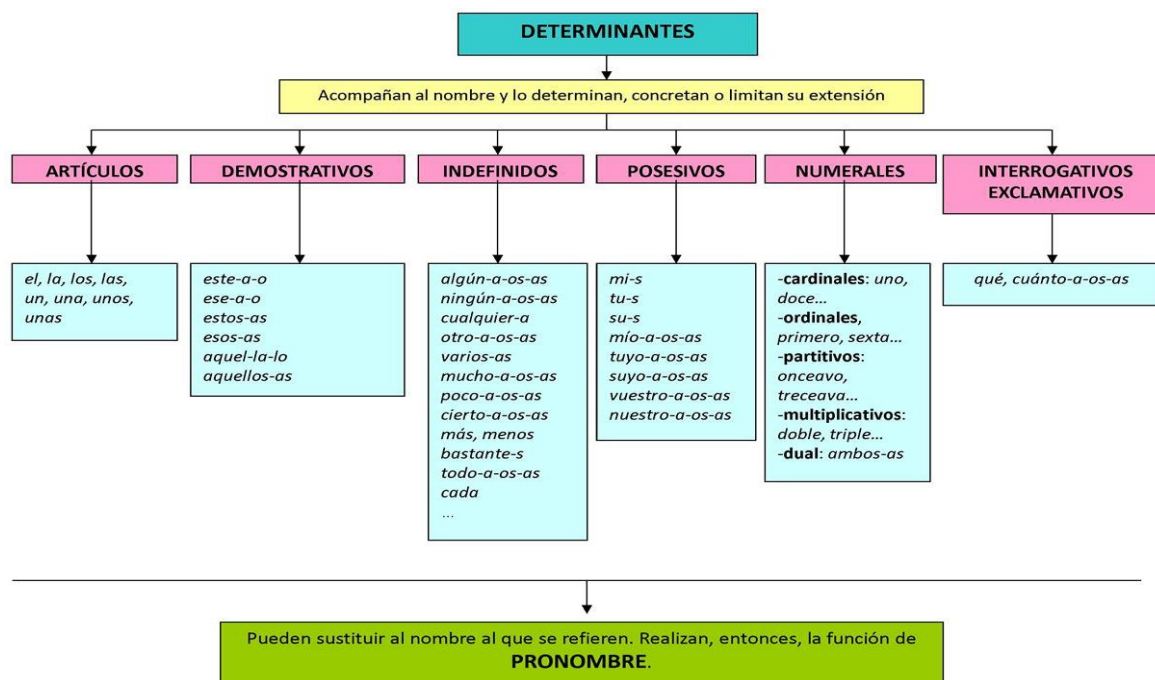 DETERMINANTES
Acompañan al nombre y lo determinan, concretan o limitan su extensión
ARTÍCULOS
DEMOSTRATIVOS
INDEFINIDOS
POSESIVOS
NUMERALES
INTERROGATIVOS
EXCLAMATIVOS
el, la, los, las,
un, una, unos,
unas
este-a-o
ese-a-o
estos-as
esos-as
aquel-la-lo
aquellos-as
algún-a-os-as
ningún-a-os-as
cualquier-a
otro-a-os-as
varios-as
mucho-a-os-as
poco-a-os-as
cierto-a-os-as
más, menos
bastante-s
todo-a-os-as
cada
...
mi-s
tu-s
su-s
mío-a-os-as
tuyo-a-os-as
suyo-a-os-as
vuestro-a-os-as
nuestro-a-os-as
-cardinales: uno,
doce...
-ordinales,
primero, sexta...
-partitivos:
onceavo,
treceava...
-multiplicativos:
doble, triple...
-dual: ambos-as
qué, cuánto-a-os-as
Pueden sustituir al nombre al que se refieren. Realizan, entonces, la función de
PRONOMBRE.